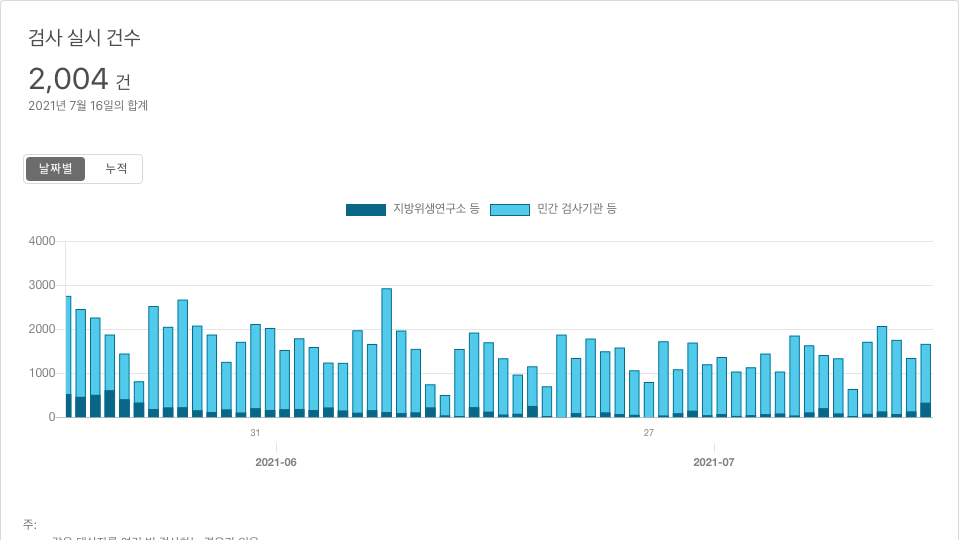 검사 실시 건수
2,004 건
2021년 7월 16일의 합계
날짜별 누적
지방위생연구소 등 민간 검사기관 등
4000
3000
2000
1000
0
31 27
2021-06 2021-07
주: